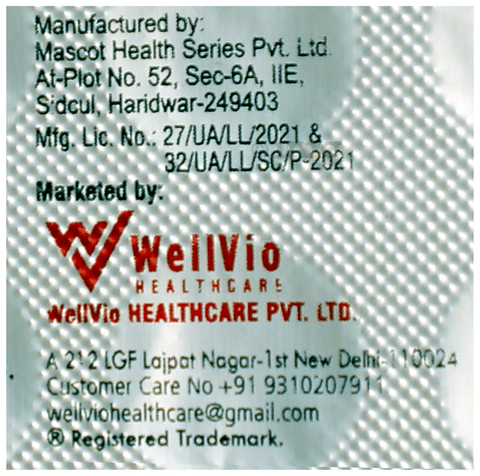 Manufactured by:
Mascot Health Series Pvt. Ltd.
At-Plot No. 52, Sec-6A, IIE,
Sidcul, Haridwar-249403
Mfg. Lic. No.: 27/UA/LL/2021 &
32/UA/LL/SC/P-2021
Marketed by:
WellVio
HEALTHCARE
WellVio HEALTHCARE PVT. LTD.
A 212 LGF Lajpat Nagar-1st New Delhi-110024
Customer Care No +91 9310207911
wellviohealthcare@gmail.com
® Registered Trademark.